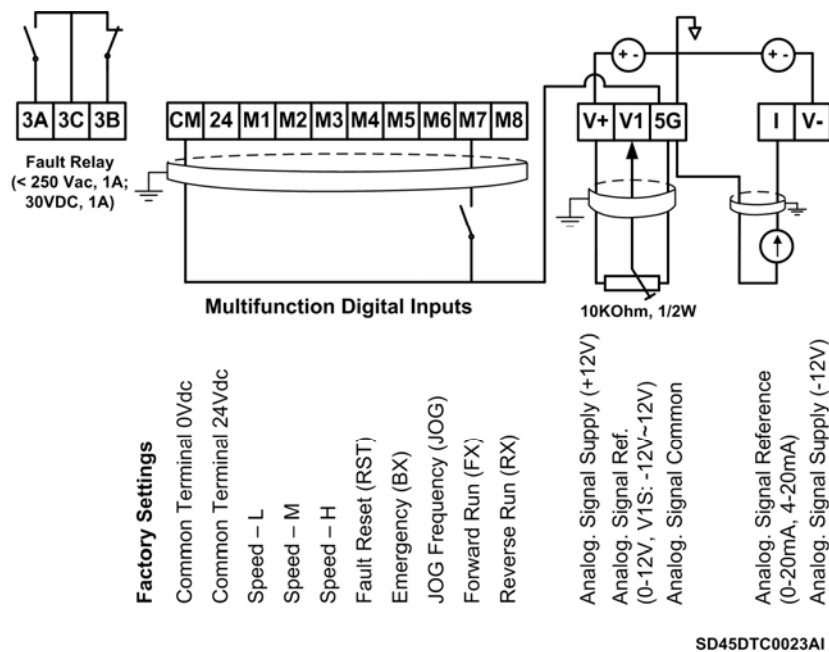 + -
+ -
3A 3C 3B
CM 24 M1 M2 M3 M4 M5 M6 M7 M8
V+ V1 5G
I V-
Fault Relay
(< 250 Vac, 1A;
30VDC, 1A)
Multifunction Digital Inputs
10KOhm, 1/2W
Factory Settings
Common Terminal 0Vdc
Common Terminal 24Vdc
Speed – L
Speed – M
Speed – H
Fault Reset (RST)
Emergency (BX)
JOG Frequency (JOG)
Forward Run (FX)
Reverse Run (RX)
Analog. Signal Supply (+12V)
Analog. Signal Ref.
(0-12V, V1S: -12V~12V)
Analog. Signal Common
Analog. Signal Reference
(0-20mA, 4-20mA)
Analog. Signal Supply (-12V)
SD45DTC0023AI